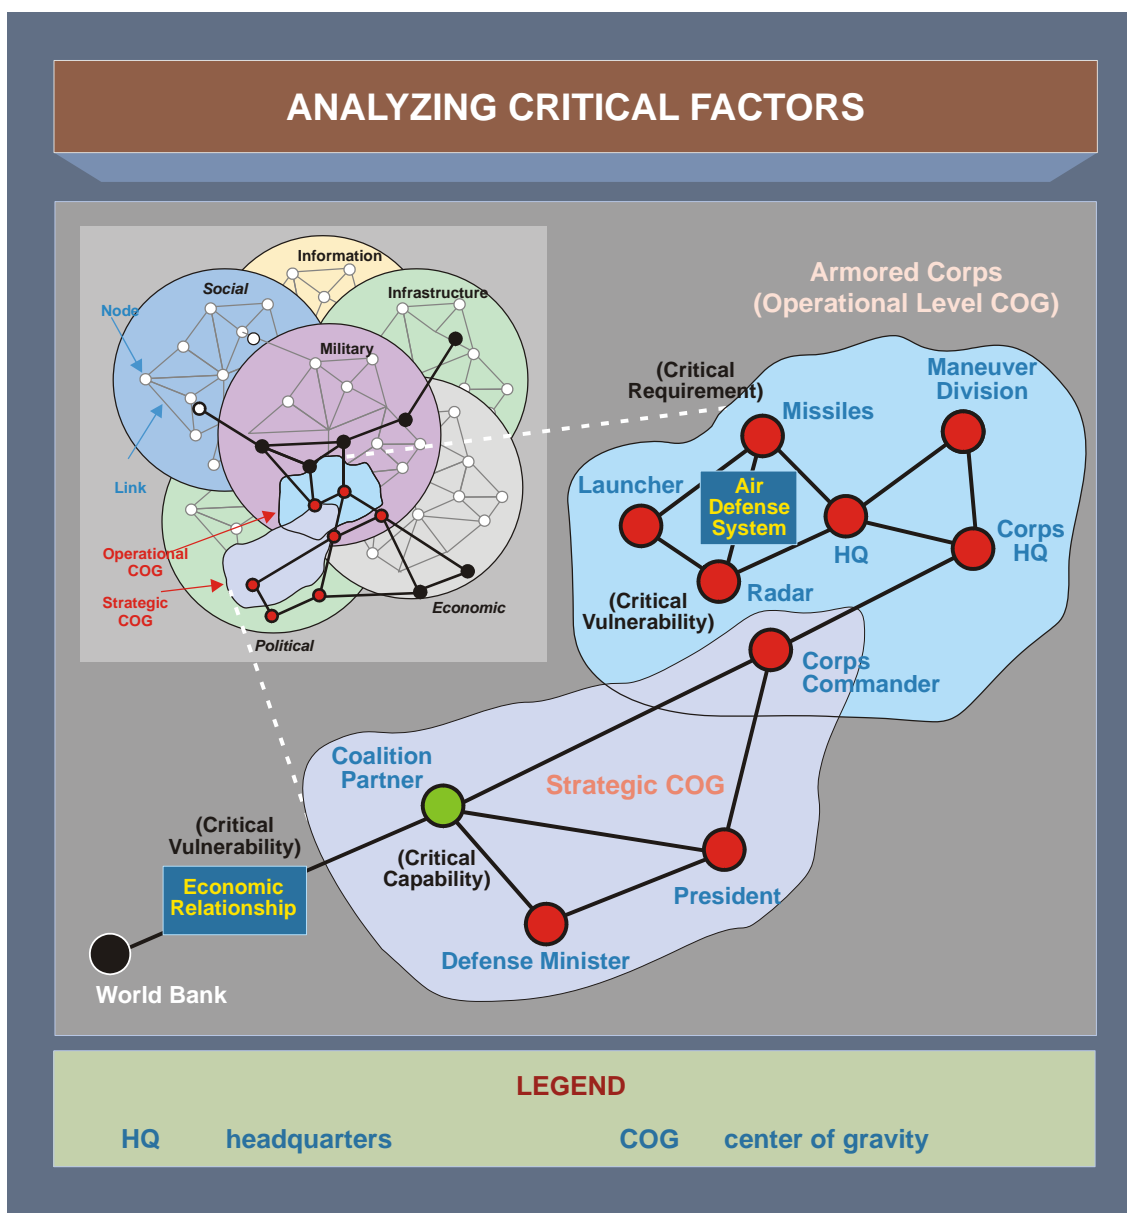 ANALYZING CRITICAL FACTORS
Information
Social
Infrastructure
Node
Military
Link
Operational
COG
Strategic
COG
Economic
Political
Armored Corps
(Operational Level COG)
(Critical
Requirement)
Maneuver
Division
Missiles
Launcher
Air
Defense
System
Corps
HQ
HQ
Radar
(Critical
Vulnerability)
Corps
Commander
Coalition
Partner
Strategic COG
(Critical
Vulnerability)
(Critical
Capability)
Economic
Relationship
President
Defense Minister
World Bank
LEGEND
HQ headquarters COG center of gravity